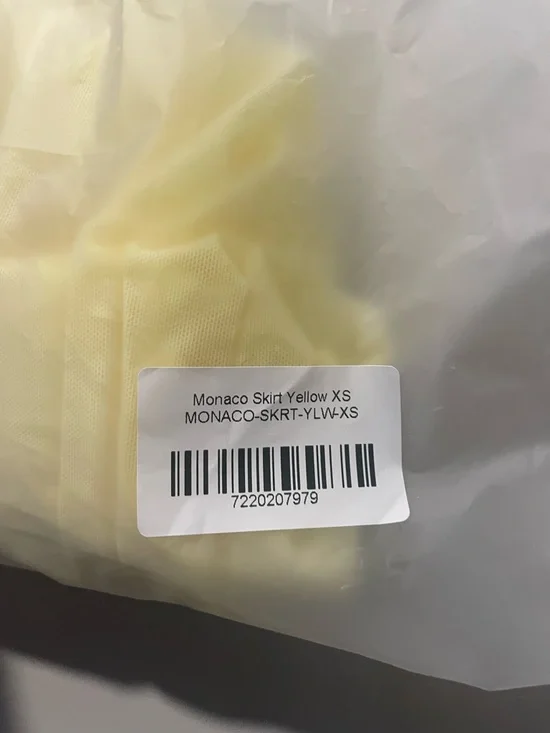 Monaco Skirt Yellow XS
MONACO-SKRT-YLW-XS
7220207979